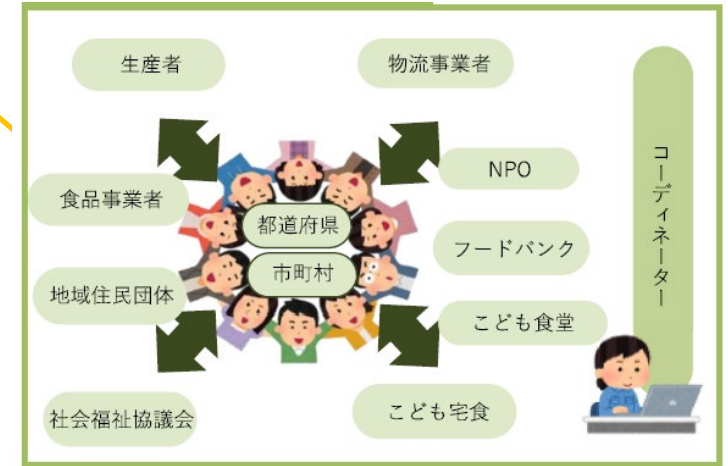 生産者
物流事業者
食品事業者
NPO
都道府県
フードバンク
市町村
地域住民団体
こども食堂
社会福祉協議会
こども宅食
コーディネーター